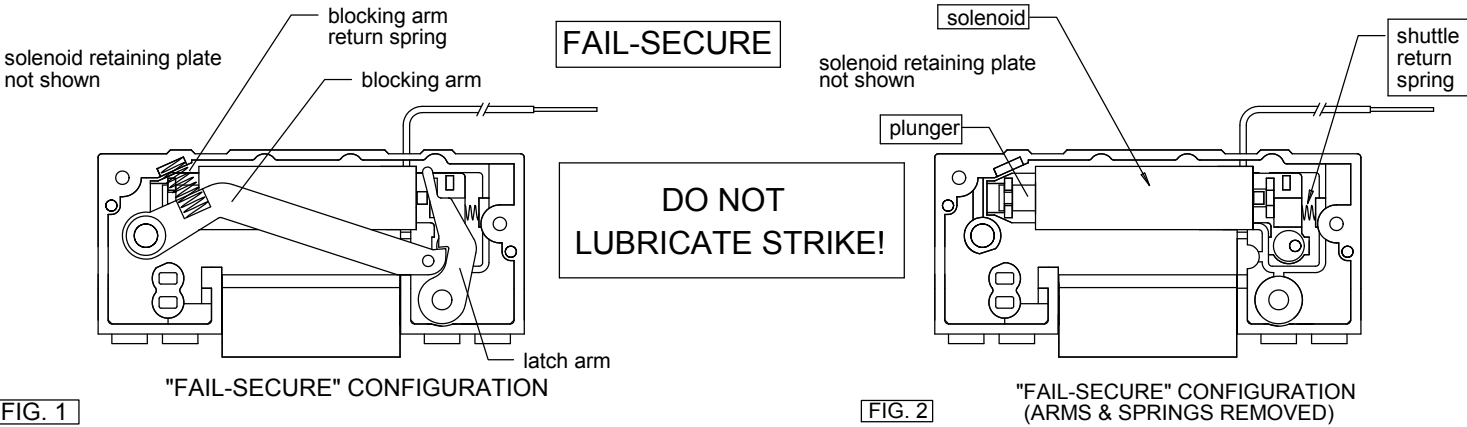 blocking arm
return spring
solenoid retaining plate
not shown
blocking arm
latch arm
"FAIL-SECURE" CONFIGURATION
FIG. 1
FAIL-SECURE
DO NOT
LUBRICATE STRIKE!
solenoid
solenoid retaining plate
not shown
shuttle
return
spring
plunger
"FAIL-SECURE" CONFIGURATION
(ARMS & SPRINGS REMOVED)
FIG. 2